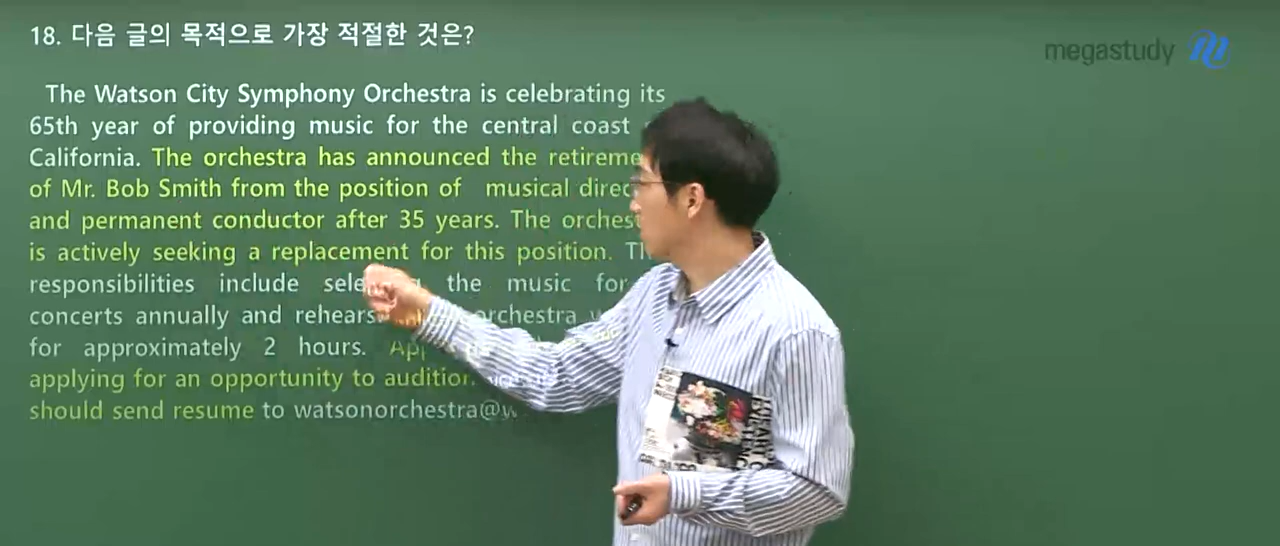 18. 다음 글의 목적으로 가장 적절한 것은?
megastudy
The Watson City Symphony Orchestra is celebrating its
65th year of providing music for the central coast
California. The orchestra has announced the
of Mr. Bob Smith from the position of musical
and permanent conductor after 35 years. The
is actively seeking a replacement for this position.
responsibilities include the music for
concerts annually and orchestra
for approximately 2 hours.
applying for an opportunity to audition
should send resume to